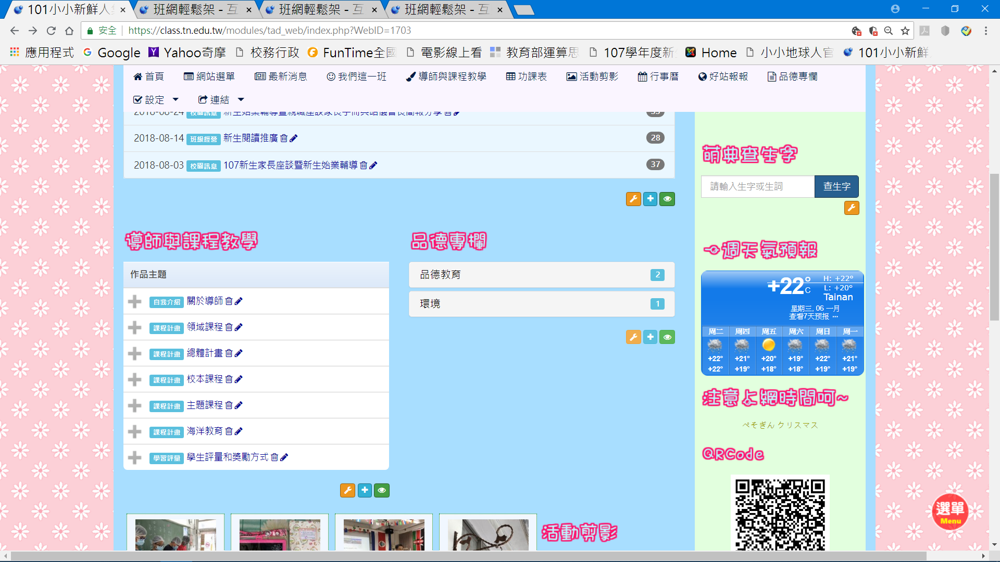 101小小新鮮人
班網輕鬆架 - 互
班網輕鬆架 - 互
班網輕鬆架 - 互
安全 https://class.tn.edu.tw/modules/tad_web/index.php?WebID=1703
應用程式 Google Yahoo奇摩 校務行政 FunTime全國 電影線上看 教育部運算思 107學年度新 Home 小小地球人官 101小小新鮮
首頁 網站選單 最新消息 我們這一班 導師與課程教學 功課表 活動剪影 行事曆 好站報報 品德專欄
設定 連結
2018-08-24 校園訊息
2018-08-14 班級經營 新生閱讀推廣 28
2018-08-03 校園訊息 107新生家長座談暨新生始業輔導 37
導師與課程教學
作品主題
自我介紹 關於導師
課程計畫 領域課程
課程計畫 總體計畫
課程計畫 校本課程
課程計畫 主題課程
課程計畫 海洋教育
學習評量 學生評量和獎勵方式
品德專欄
品德教育 2
環境 1
活動剪影
萌典查生字
請輸入生字或生詞 查生字
一週天氣預報
+22° C
H: +22°
L: +20°
Tainan
星期三, 06 一月
查看7天预报 ···
周二 周四 周五 周六 周日 周一
+22° +21° +20° +19° +22° +21°
+22° +19° +18° +18° +19° +19°
注意上網時間呵~
ぺそぎん クリスマス
QRCode
選單
Menu